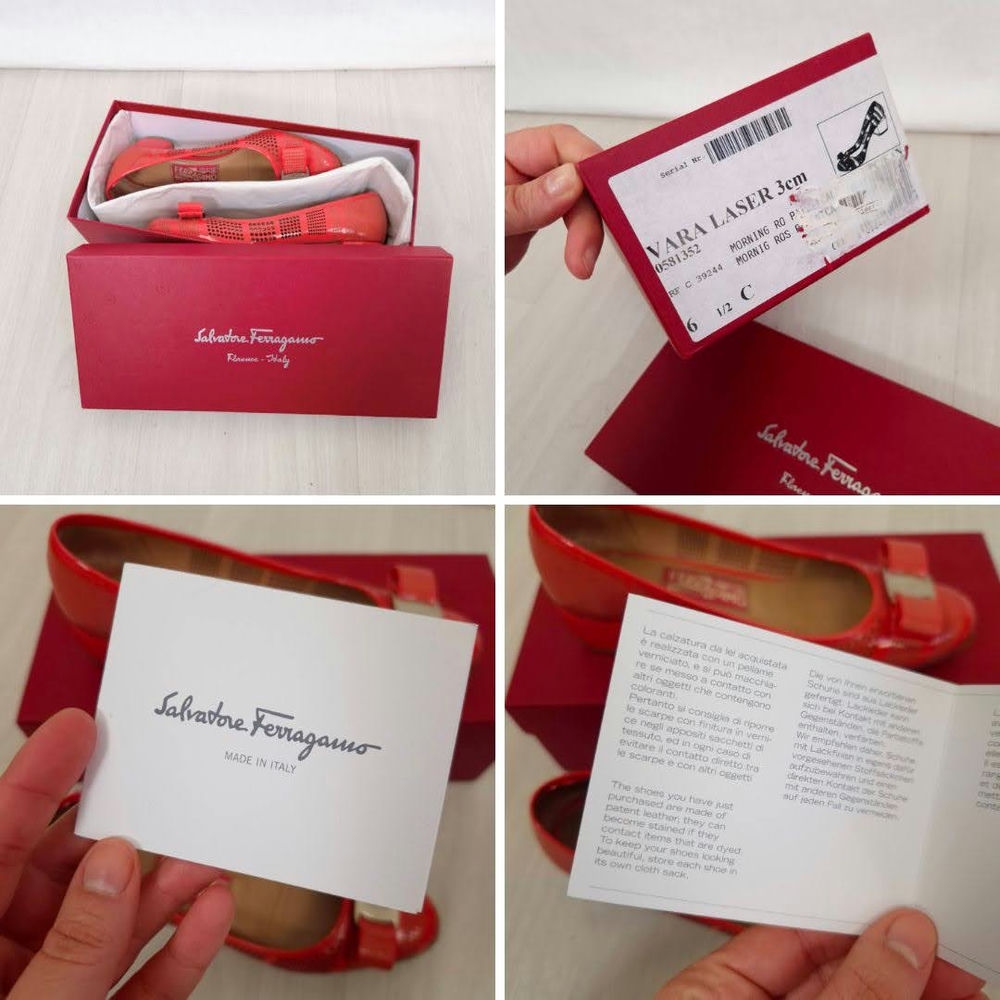 Salvatore Ferragamo
Florence - Italy
Serial Nr.
VARA LASER 3cm
0581352
MORNING RO P
RF C 39244 MORNIG ROS
6 1/2 C
Salvatore Ferraga
Flore
Salvatore Ferragamo
MADE IN ITALY
La calzatura da lei acquistata
è realizzata con un pellame
verniciato, e si può macchia-
re se messo a contatto con
altri oggetti che contengono
coloranti.
Pertanto si consiglia di riporre
le scarpe con finitura in verni-
ce negli appositi sacchetti di
tessuto, ed in ogni caso di
evitare il contatto diretto tra
le scarpe e con altri oggetti
The shoes you have just
purchased are made of
patent leather; they can
become stained if they
contact items that are dyed.
To keep your shoes looking
beautiful, store each shoe in
its own cloth sack.
Die von Ihnen erworbenen
Schuhe sind aus Lackleder
gefertigt. Lackleder kann
sich bei Kontakt mit anderen
Gegenständen, die Farbstoffe
enthalten, verfärben.
Wir empfehlen daher, Schuhe
mit Lackfinish in eigens dafür
vorgesehenen Stoffsäckchen
aufzubewahren und einen
direkten Kontakt der Schuhe
mit anderen Gegenständen
auf jeden Fall zu vermeiden.